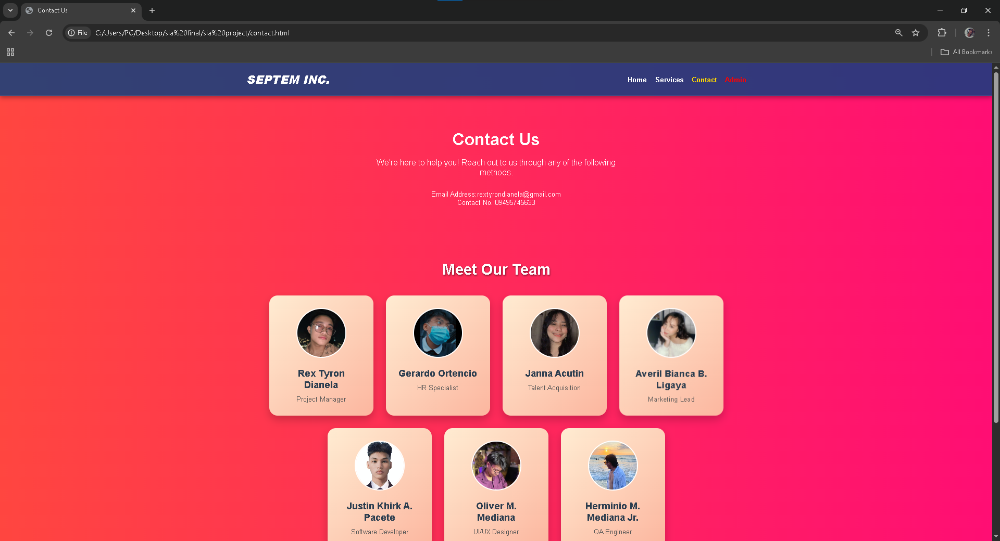 Contact Us
File
C:/Users/PC/Desktop/sia%20final/sia%20project/contact.html
All Bookmarks
SEPTEM INC.
Home Services Contact Admin
Contact Us
We're here to help you! Reach out to us through any of the following
methods.
Email Address:rextyrondianela@gmail.com
Contact No.:09495745633
Meet Our Team
Rex Tyron
Dianela
Project Manager
Gerardo Ortencio
HR Specialist
Janna Acutin
Talent Acquisition
Averil Bianca B.
Ligaya
Marketing Lead
Justin Khirk A.
Pacete
Software Developer
Oliver M.
Mediana
UI/UX Designer
Herminio M.
Mediana Jr.
QA Engineer